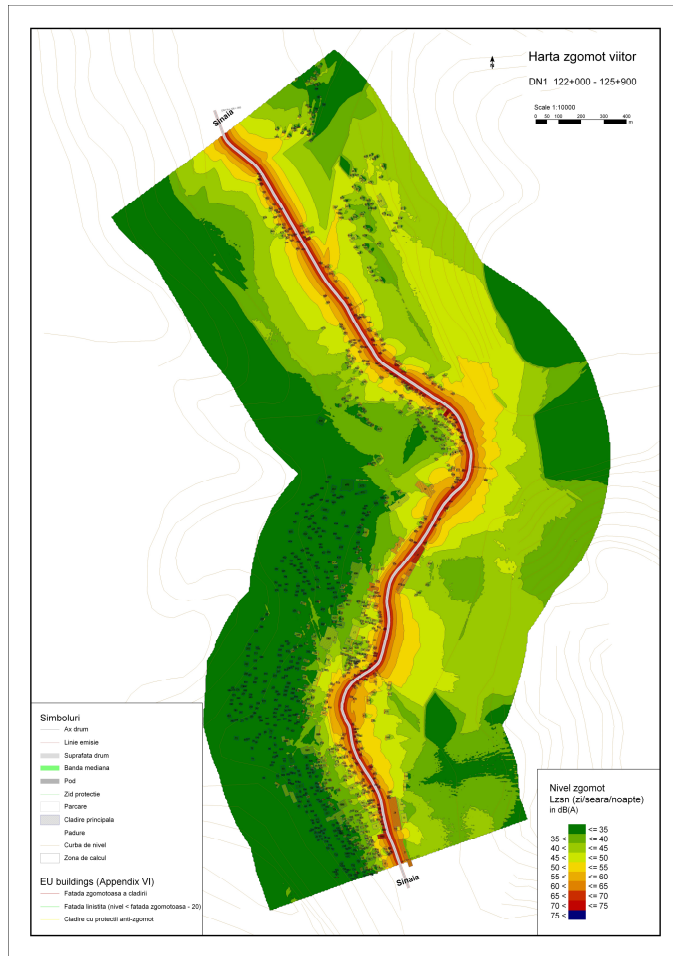 Harta zgomot viitor
DN1 122+000 - 125+900
Scale 1:10000
0 50 100 200 300 400
m
Sinaia
Sinaia
Simboluri
Ax drum
Linie emisie
Suprafata drum
Banda mediana
Pod
Zid protectie
Parcare
Cladire principala
Padure
Curba de nivel
Zona de calcul
EU buildings (Appendix VI)
Fatada zgomotoasa a cladirii
Fatada linistita (nivel < fatada zgomotoasa - 20)
Cladire cu protectii anti-zgomot
Nivel zgomot
Lzsn (zi/seara/noapte)
in dB(A)
<= 35
35 < <= 40
40 < <= 45
45 < <= 50
50 < <= 55
55 < <= 60
60 < <= 65
65 < <= 70
70 < <= 75
75 <